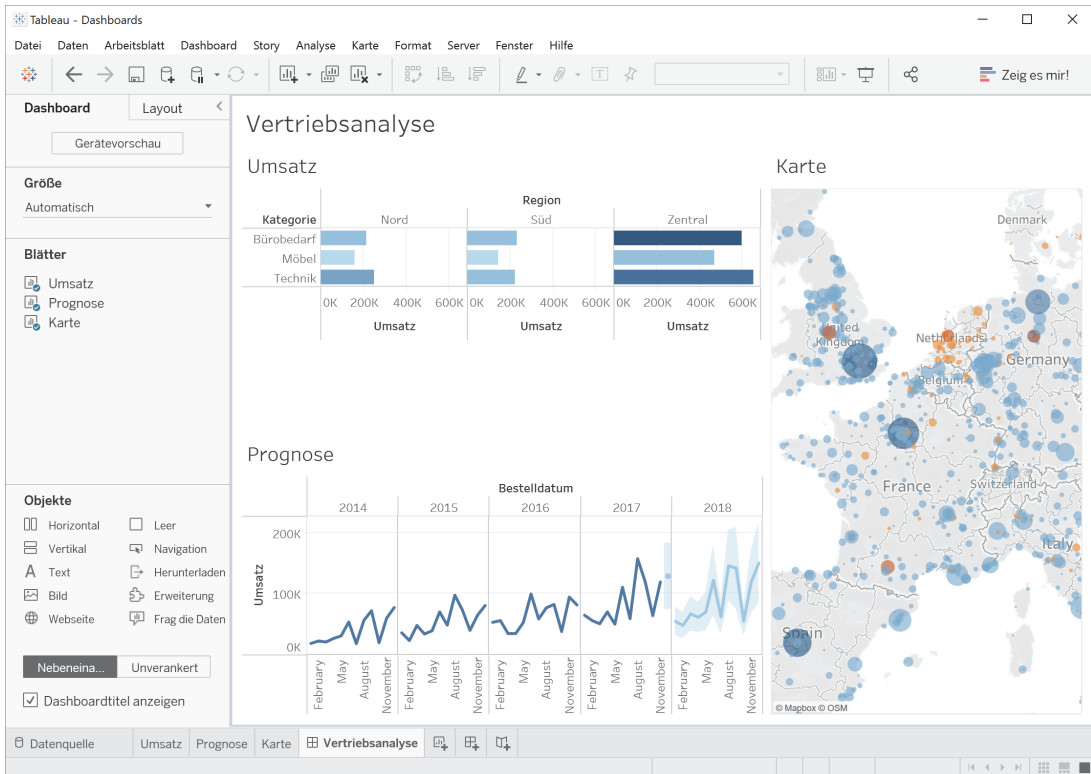 Tableau - Dashboards
Datei Daten Arbeitsblatt Dashboard Story Analyse Karte Format Server Fenster Hilfe
Zeig es mir!
Dashboard Layout
Gerätevorschau
Größe
Automatisch
Blätter
Umsatz
Prognose
Karte
Objekte
Horizontal Leer
Vertikal Navigation
Text Herunterladen
Bild Erweiterung
Webseite Frag die Daten
Nebeneina... Unverankert
Dashboardtitel anzeigen
Vertriebsanalyse
Umsatz
Region
Kategorie Nord Süd Zentral
Bürobedarf
Möbel
Technik
0K 200K 400K 600K 0K 200K 400K 600K 0K 200K 400K 600K
Umsatz Umsatz Umsatz
Prognose
Bestelldatum
2014 2015 2016 2017 2018
Umsatz
200K
100K
0K
February May August November February May August November February May August November February May August November February May August November
Karte
Denmark
United
Kingdom
Netherlands
Belgium
Germany
France
Switzerland
Italy
Spain
© Mapbox © OSM
Datenquelle Umsatz Prognose Karte Vertriebsanalyse